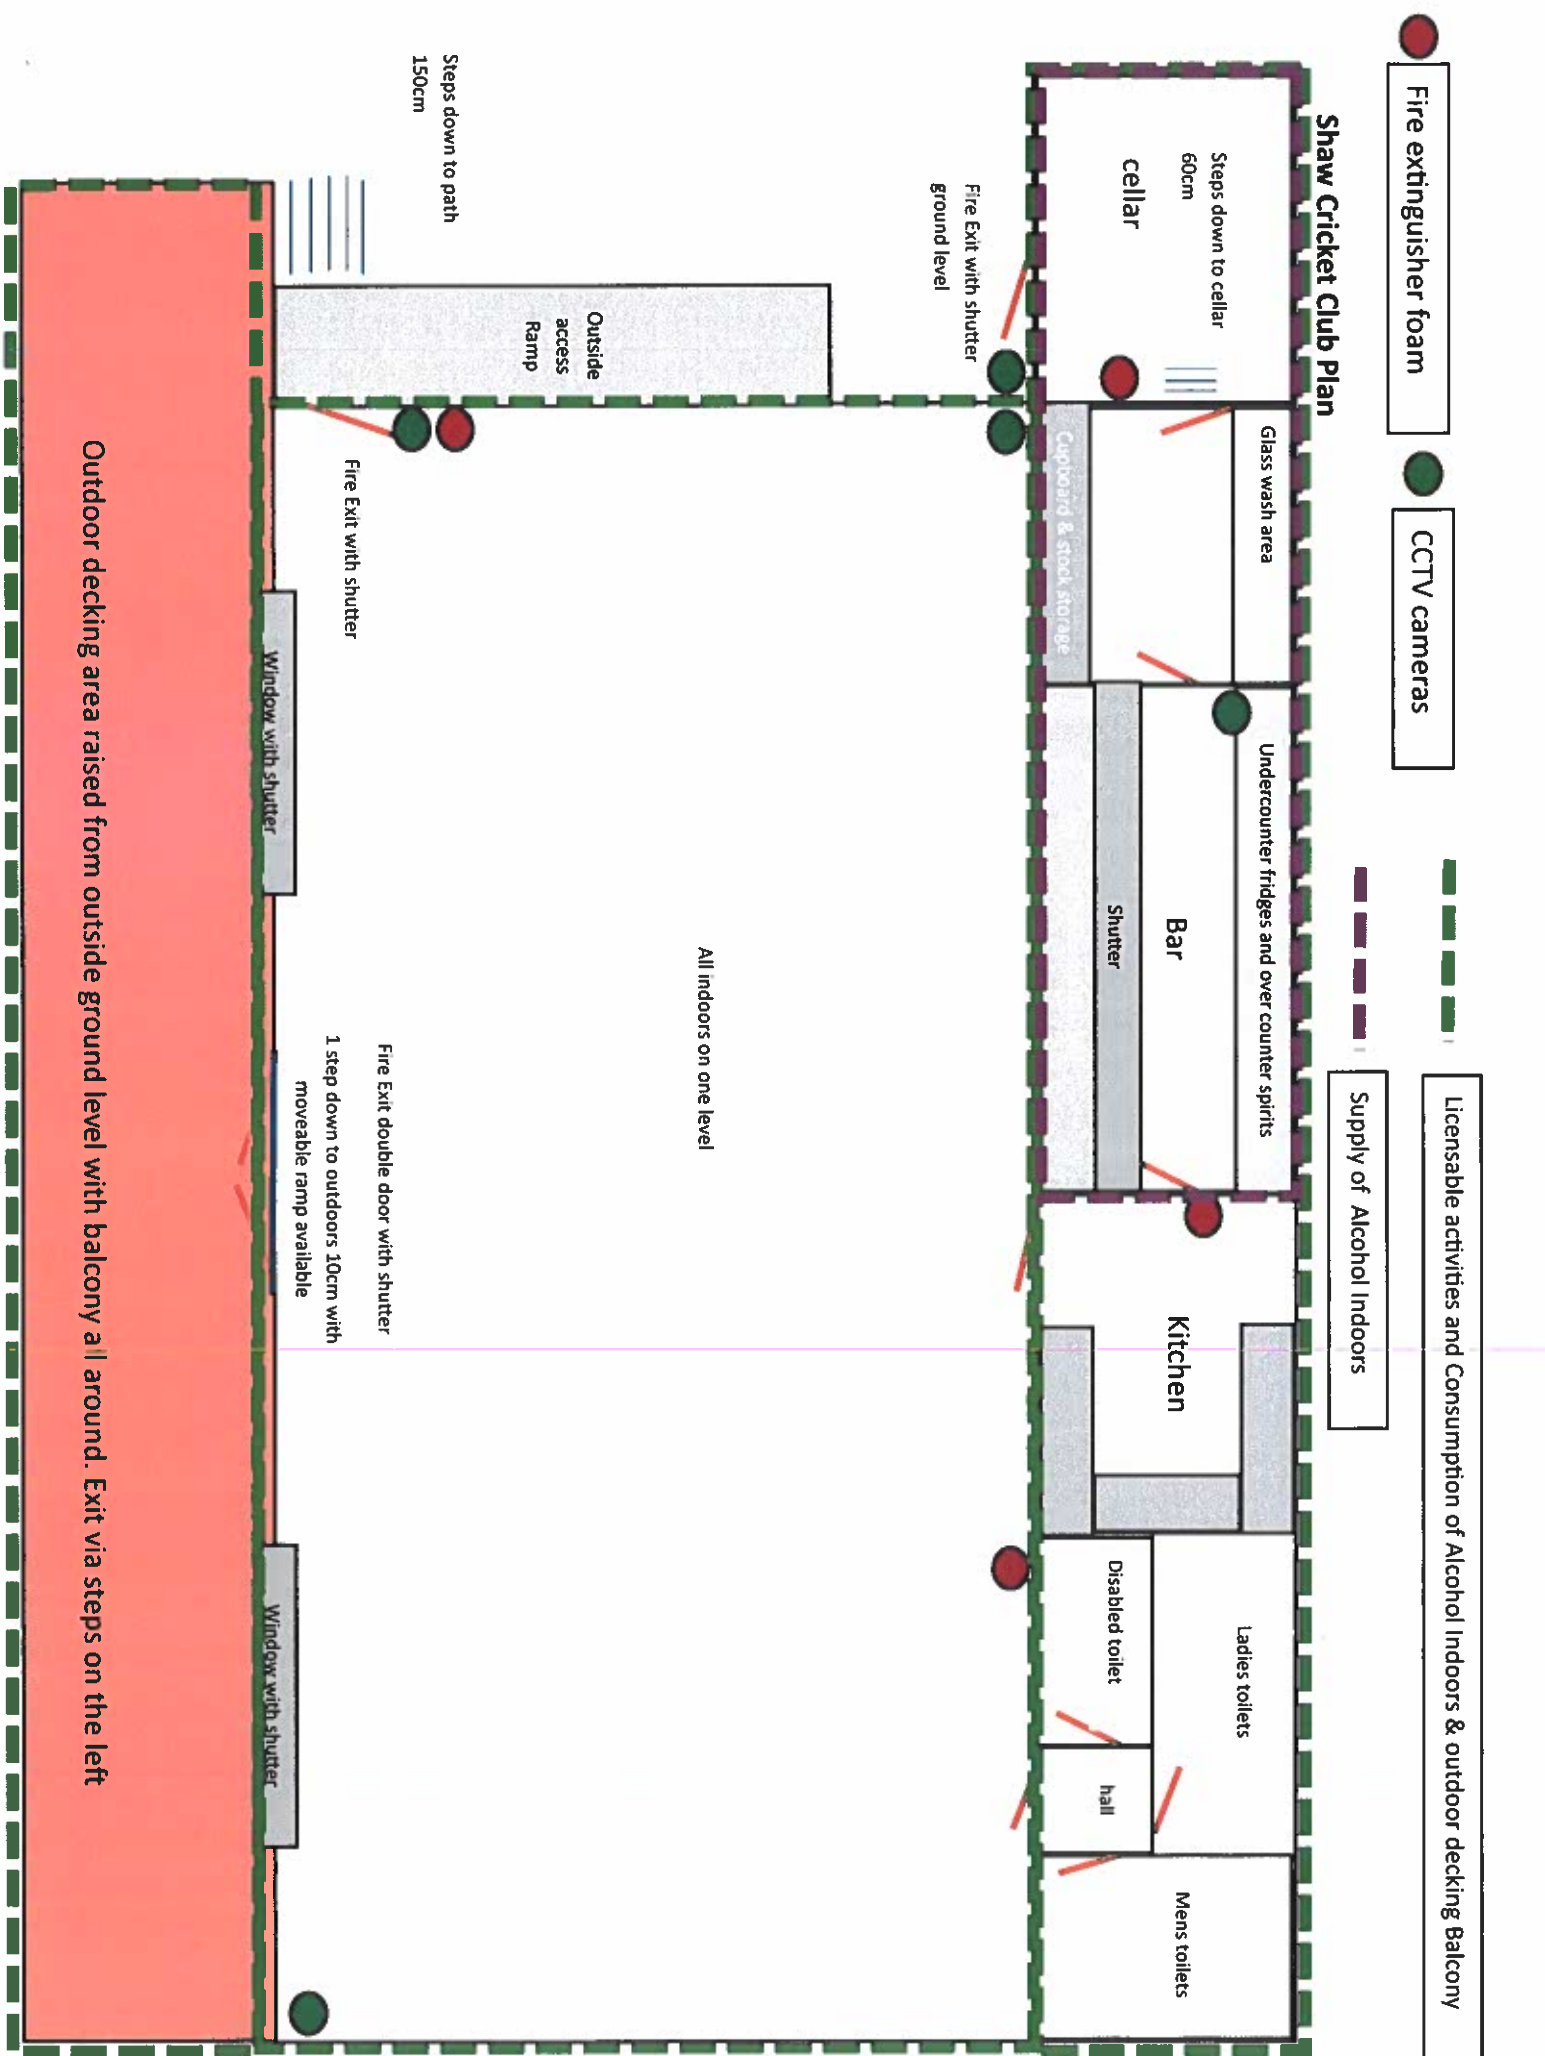 Fire extinguisher foam
CCTV cameras
Licensable activities and Consumption of Alcohol Indoors & outdoor decking Balcony
Supply of Alcohol Indoors
Shaw Cricket Club Plan
Steps down to cellar
60cm
cellar
Glass wash area
Cupboard & stock storage
Undercounter fridges and over counter spirits
Bar
Shutter
Kitchen
Ladies toilets
Disabled toilet
hall
Mens toilets
Fire Exit with shutter
ground level
Outside
access
Ramp
All indoors on one level
Steps down to path
150cm
Fire Exit with shutter
Fire Exit double door with shutter
1 step down to outdoors 10cm with
moveable ramp available
Window with shutter
Window with shutter
Outdoor decking area raised from outside ground level with balcony all around. Exit via steps on the left